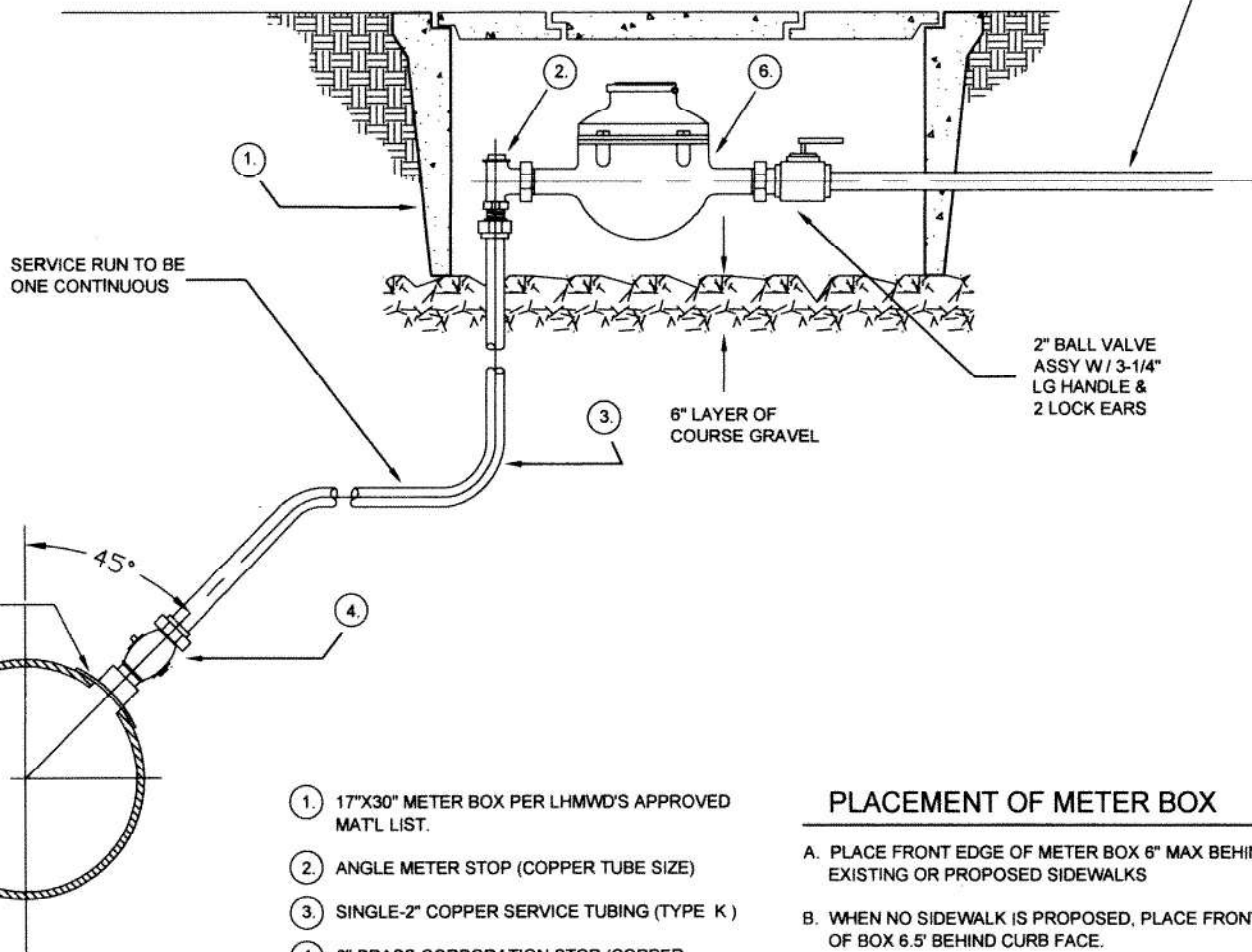 2.
6.
1.
SERVICE RUN TO BE
ONE CONTINUOUS
2" BALL VALVE
ASSY W / 3-1/4"
LG HANDLE &
2 LOCK EARS
6" LAYER OF
COURSE GRAVEL
3.
45°
4.
1. 17"X30" METER BOX PER LHMWD'S APPROVED
MAT'L LIST.
2. ANGLE METER STOP (COPPER TUBE SIZE)
3. SINGLE-2" COPPER SERVICE TUBING (TYPE K )
BRASS CORPORATION STOP (COPPER
PLACEMENT OF METER BOX
A. PLACE FRONT EDGE OF METER BOX 6" MAX
EXISTING OR PROPOSED SIDEWALKS
B. WHEN NO SIDEWALK IS PROPOSED, PLACE FRONT
OF BOX 6.5' BEHIND CURB FACE.